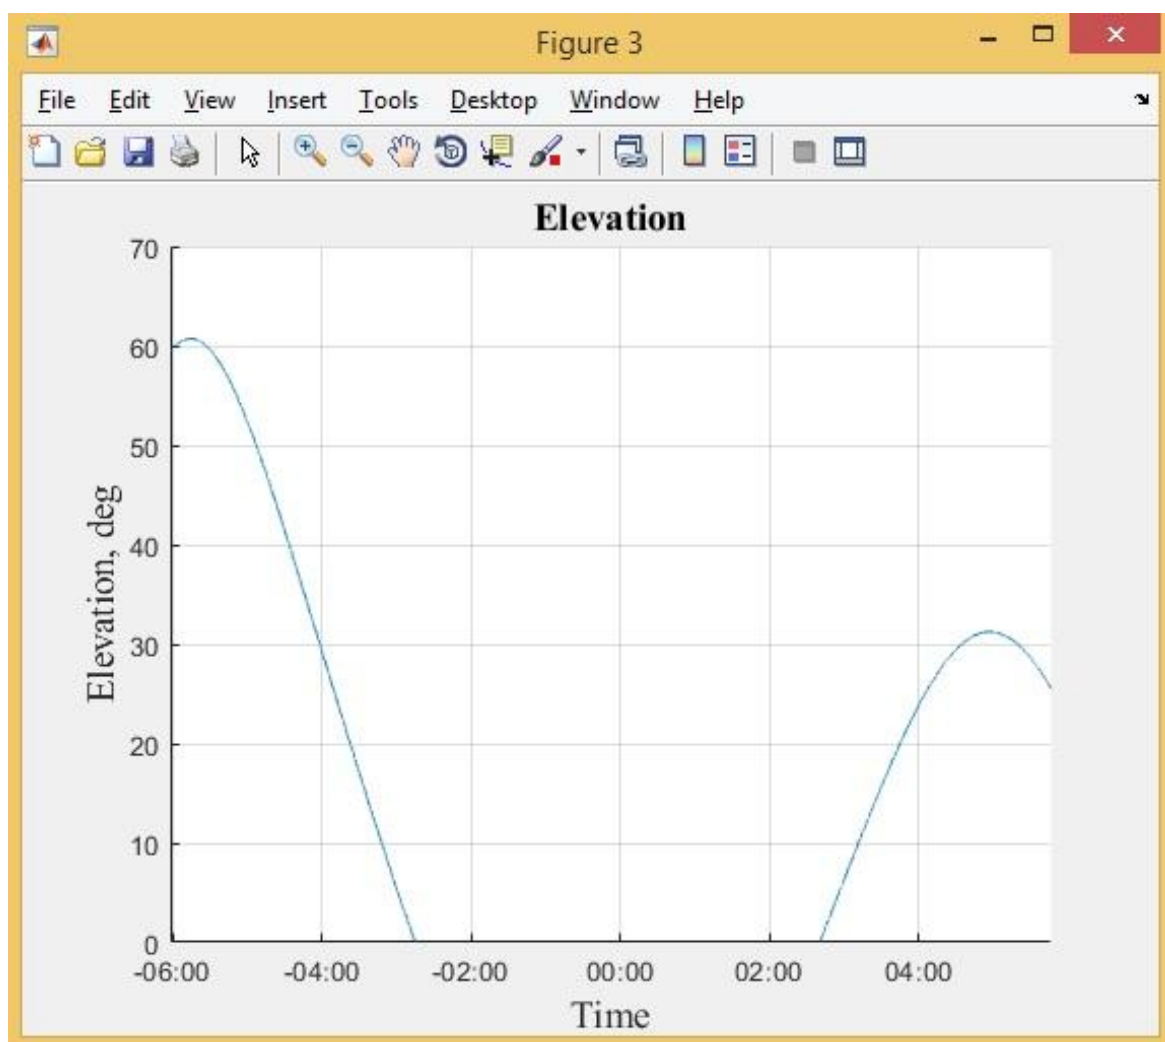 Figure 3
File Edit View Insert Tools Desktop Window Help
Elevation
70
60
50
40
30
20
10
0
Elevation, deg
-06:00 -04:00 -02:00 00:00 02:00 04:00
Time